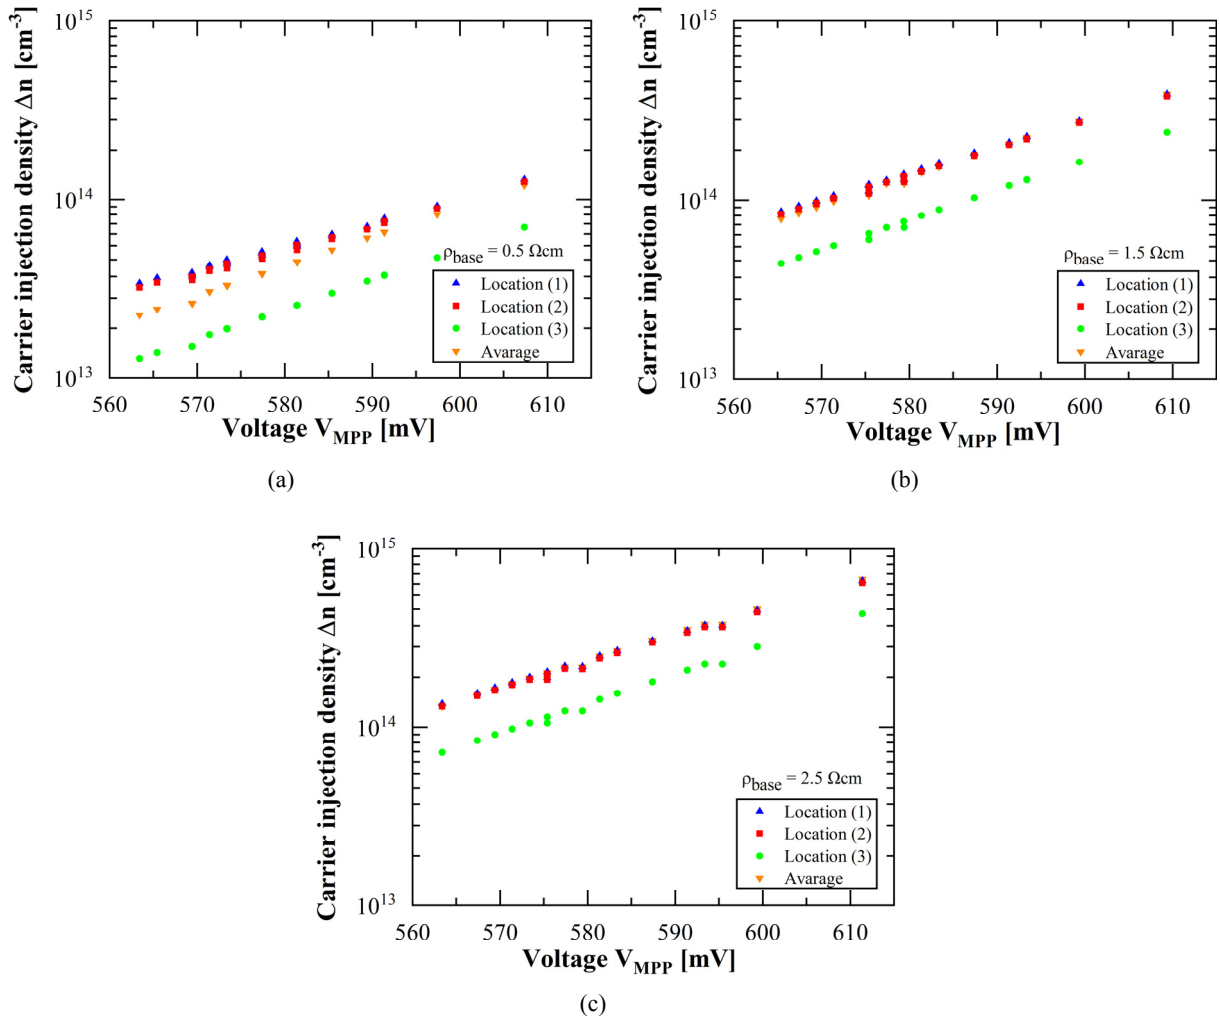 10^15
10^14
10^13
Carrier injection density Δn [cm^-3]
560 570 580 590 600 610
Voltage V_MPP [mV]
ρ_base = 0.5 Ωcm
Location (1)
Location (2)
Location (3)
Avarage
(a)
10^15
10^14
10^13
Carrier injection density Δn [cm^-3]
560 570 580 590 600 610
Voltage V_MPP [mV]
ρ_base = 1.5 Ωcm
Location (1)
Location (2)
Location (3)
Avarage
(b)
10^15
10^14
10^13
Carrier injection density Δn [cm^-3]
560 570 580 590 600 610
Voltage V_MPP [mV]
ρ_base = 2.5 Ωcm
Location (1)
Location (2)
Location (3)
Avarage
(c)